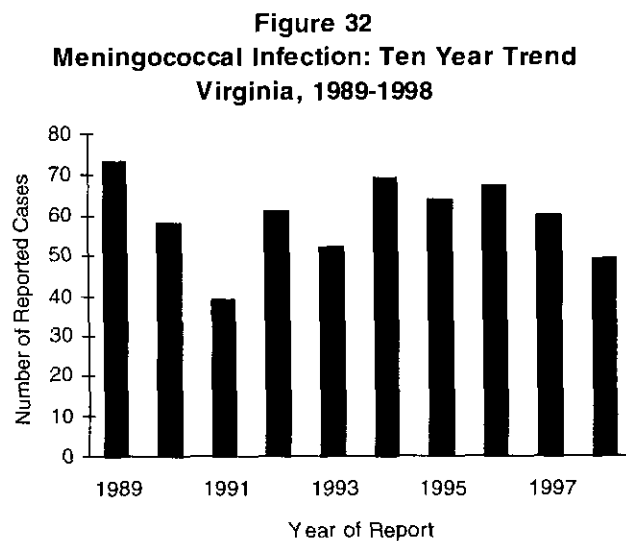 Figure 32
Meningococcal Infection: Ten Year Trend
Virginia, 1989-1998
80
70
60
50
40
30
20
10
0
Number of Reported Cases
1989 1991 1993 1995 1997
Year of Report